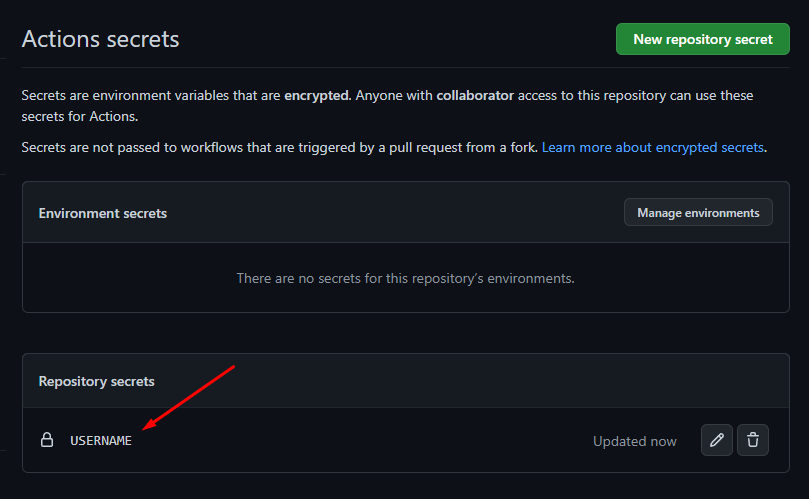 Actions secrets
New repository secret
Secrets are environment variables that are encrypted. Anyone with collaborator access to this repository can use these
secrets for Actions.
Secrets are not passed to workflows that are triggered by a pull request from a fork. Learn more about encrypted secrets.
Environment secrets
Manage environments
There are no secrets for this repository's environments.
Repository secrets
USERNAME
Updated now